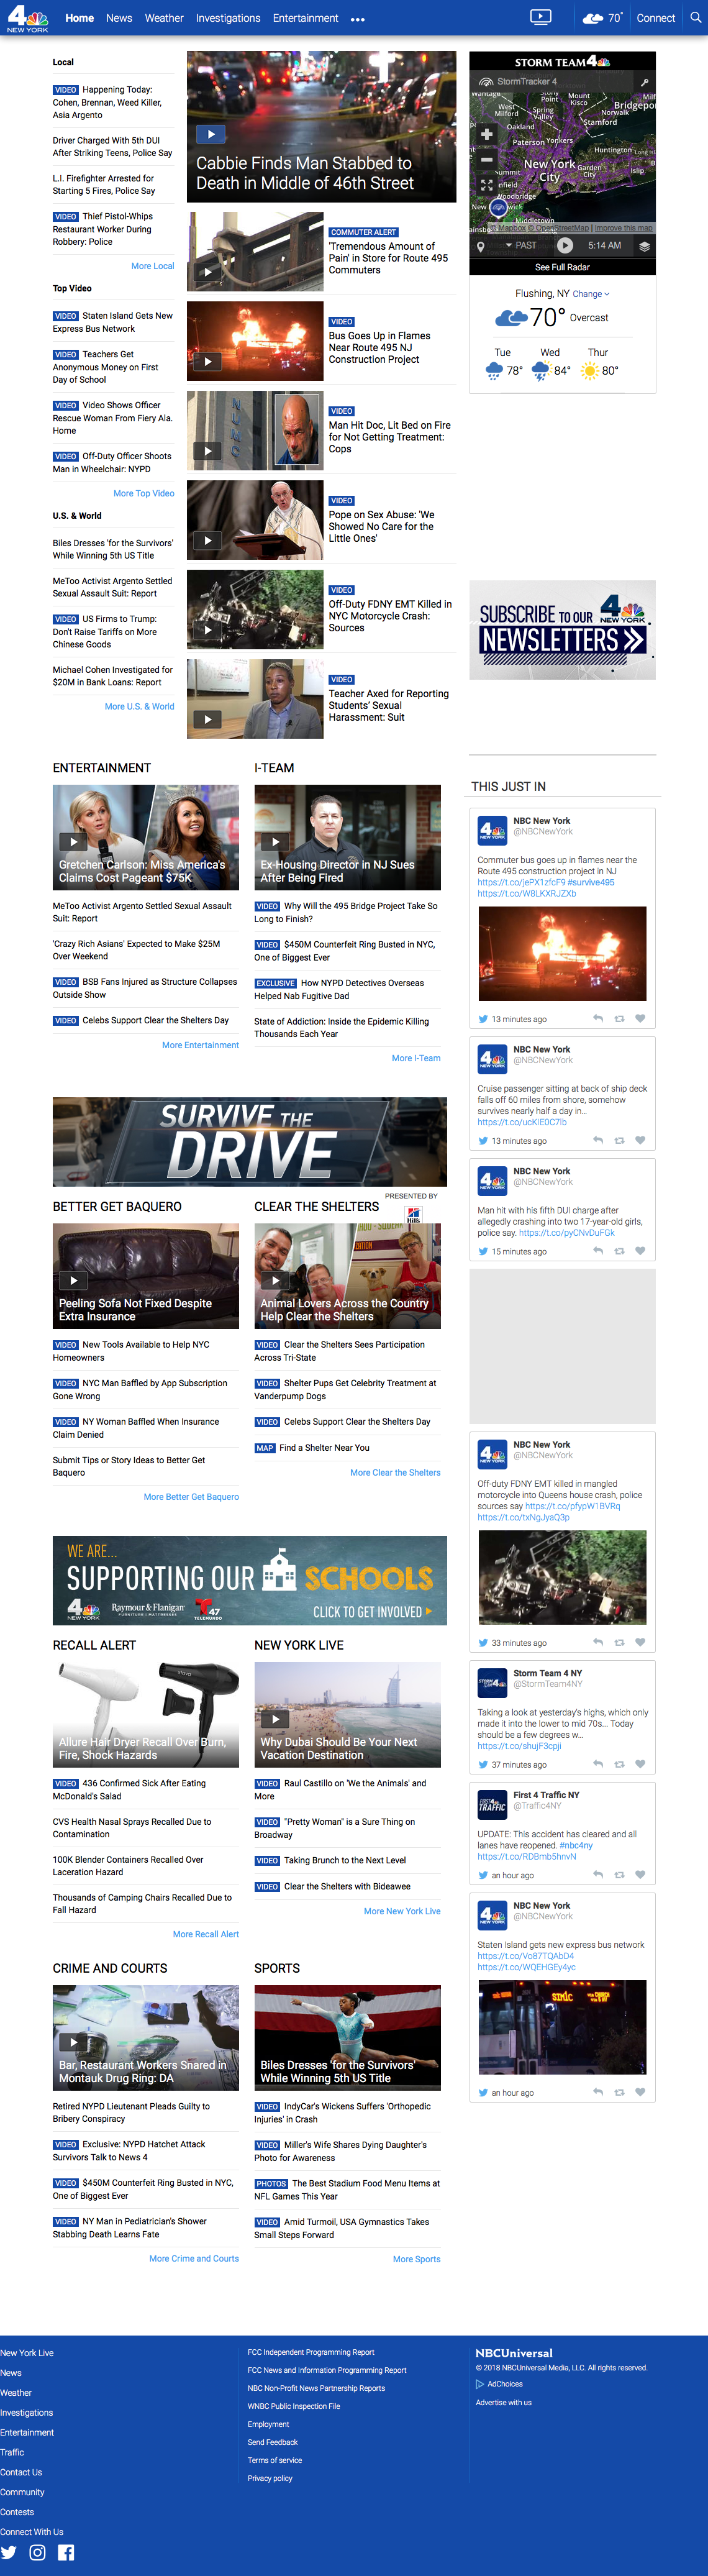 4
NEW YORK
Home News Weather Investigations Entertainment
70° Connect
Local
VIDEO Happening Today:
Cohen, Brennan, Weed Killer,
Asia Argento
Driver Charged With 5th DUI
After Striking Teens, Police Say
L.I. Firefighter Arrested for
Starting 5 Fires, Police Say
VIDEO Thief Pistol-Whips
Restaurant Worker During
Robbery: Police
More Local
Top Video
VIDEO Staten Island Gets New
Express Bus Network
VIDEO Teachers Get
Anonymous Money on First
Day of School
VIDEO Video Shows Officer
Rescue Woman From Fiery Ala.
Home
VIDEO Off-Duty Officer Shoots
Man in Wheelchair: NYPD
More Top Video
U.S. & World
Biles Dresses 'for the Survivors'
While Winning 5th US Title
MeToo Activist Argento Settled
Sexual Assault Suit: Report
VIDEO US Firms to Trump:
Don't Raise Tariffs on More
Chinese Goods
Michael Cohen Investigated for
$20M in Bank Loans: Report
More U.S. & World
Cabbie Finds Man Stabbed to
Death in Middle of 46th Street
COMMUTER ALERT
'Tremendous Amount of
Pain' in Store for Route 495
Commuters
VIDEO
Bus Goes Up in Flames
Near Route 495 NJ
Construction Project
VIDEO
Man Hit Doc, Lit Bed on Fire
for Not Getting Treatment:
Cops
VIDEO
Pope on Sex Abuse: 'We
Showed No Care for the
Little Ones'
VIDEO
Off-Duty FDNY EMT Killed in
NYC Motorcycle Crash:
Sources
VIDEO
Teacher Axed for Reporting
Students' Sexual
Harassment: Suit
STORM TEAM 4
StormTracker 4
West Milford
Stony Point
Mount Kisco
Bridgepo
Norwalk
Spring Valley
Stamford
Oakland
Paterson Yonkers
Huntington
New York
City
Garden City
Islip
Middletown
© Mapbox © OpenStreetMap | Improve this map
PAST 5:14 AM
See Full Radar
Flushing, NY Change
70° Overcast
Tue Wed Thur
78° 84° 80°
SUBSCRIBE TO OUR
NEWSLETTERS
4 NEW YORK
ENTERTAINMENT
Gretchen Carlson: Miss America's
Claims Cost Pageant $75K
MeToo Activist Argento Settled Sexual Assault
Suit: Report
'Crazy Rich Asians' Expected to Make $25M
Over Weekend
VIDEO BSB Fans Injured as Structure Collapses
Outside Show
VIDEO Celebs Support Clear the Shelters Day
More Entertainment
I-TEAM
Ex-Housing Director in NJ Sues
After Being Fired
VIDEO Why Will the 495 Bridge Project Take So
Long to Finish?
VIDEO $450M Counterfeit Ring Busted in NYC,
One of Biggest Ever
EXCLUSIVE How NYPD Detectives Overseas
Helped Nab Fugitive Dad
State of Addiction: Inside the Epidemic Killing
Thousands Each Year
More I-Team
SURVIVE THE
DRIVE
BETTER GET BAQUERO
Peeling Sofa Not Fixed Despite
Extra Insurance
VIDEO New Tools Available to Help NYC
Homeowners
VIDEO NYC Man Baffled by App Subscription
Gone Wrong
VIDEO NY Woman Baffled When Insurance
Claim Denied
Submit Tips or Story Ideas to Better Get
Baquero
More Better Get Baquero
PRESENTED BY
CLEAR THE SHELTERS
Hill's
Animal Lovers Across the Country
Help Clear the Shelters
VIDEO Clear the Shelters Sees Participation
Across Tri-State
VIDEO Shelter Pups Get Celebrity Treatment at
Vanderpump Dogs
VIDEO Celebs Support Clear the Shelters Day
MAP Find a Shelter Near You
More Clear the Shelters
WE ARE...
SUPPORTING OUR SCHOOLS
4 NEW YORK Raymour & Flanigan FURNITURE | MATTRESSES 47 TELEMUNDO CLICK TO GET INVOLVED
RECALL ALERT
Allure Hair Dryer Recall Over Burn,
Fire, Shock Hazards
VIDEO 436 Confirmed Sick After Eating
McDonald's Salad
CVS Health Nasal Sprays Recalled Due to
Contamination
100K Blender Containers Recalled Over
Laceration Hazard
Thousands of Camping Chairs Recalled Due to
Fall Hazard
More Recall Alert
NEW YORK LIVE
Why Dubai Should Be Your Next
Vacation Destination
VIDEO Raul Castillo on 'We the Animals' and
More
VIDEO "Pretty Woman" is a Sure Thing on
Broadway
VIDEO Taking Brunch to the Next Level
VIDEO Clear the Shelters with Bideawee
More New York Live
CRIME AND COURTS
Bar, Restaurant Workers Snared in
Montauk Drug Ring: DA
Retired NYPD Lieutenant Pleads Guilty to
Bribery Conspiracy
VIDEO Exclusive: NYPD Hatchet Attack
Survivors Talk to News 4
VIDEO $450M Counterfeit Ring Busted in NYC,
One of Biggest Ever
VIDEO NY Man in Pediatrician's Shower
Stabbing Death Learns Fate
More Crime and Courts
SPORTS
Biles Dresses 'for the Survivors'
While Winning 5th US Title
VIDEO IndyCar's Wickens Suffers 'Orthopedic
Injuries' in Crash
VIDEO Miller's Wife Shares Dying Daughter's
Photo for Awareness
PHOTOS The Best Stadium Food Menu Items at
NFL Games This Year
VIDEO Amid Turmoil, USA Gymnastics Takes
Small Steps Forward
More Sports
THIS JUST IN
NBC New York
@NBCNewYork
Commuter bus goes up in flames near the
Route 495 construction project in NJ
https://t.co/jePX1zfcF9 #survive495
https://t.co/W8LKXRJZXb
13 minutes ago
NBC New York
@NBCNewYork
Cruise passenger sitting at back of ship deck
falls off 60 miles from shore, somehow
survives nearly half a day in...
https://t.co/ucKIE0C7lb
13 minutes ago
NBC New York
@NBCNewYork
Man hit with his fifth DUI charge after
allegedly crashing into two 17-year-old girls,
police say. https://t.co/pyCNvDuFGk
15 minutes ago
NBC New York
@NBCNewYork
Off-duty FDNY EMT killed in mangled
motorcycle into Queens house crash, police
sources say https://t.co/pfypW1BVRq
https://t.co/txNgJyaQ3p
33 minutes ago
Storm Team 4 NY
@StormTeam4NY
Taking a look at yesterday's highs, which only
made it into the lower to mid 70s... Today
should be a few degrees w...
https://t.co/shujF3cpji
37 minutes ago
First 4 Traffic NY
@Traffic4NY
UPDATE: This accident has cleared and all
lanes have reopened. #nbc4ny
https://t.co/RDBmb5hnvN
an hour ago
NBC New York
@NBCNewYork
Staten Island gets new express bus network
https://t.co/Vo87TQAbD4
https://t.co/WQEHGEy4yc
an hour ago
New York Live
News
Weather
Investigations
Entertainment
Traffic
Contact Us
Community
Contests
Connect With Us
FCC Independent Programming Report
FCC News and Information Programming Report
NBC Non-Profit News Partnership Reports
WNBC Public Inspection File
Employment
Send Feedback
Terms of service
Privacy policy
NBCUniversal
© 2018 NBCUniversal Media, LLC. All rights reserved.
AdChoices
Advertise with us